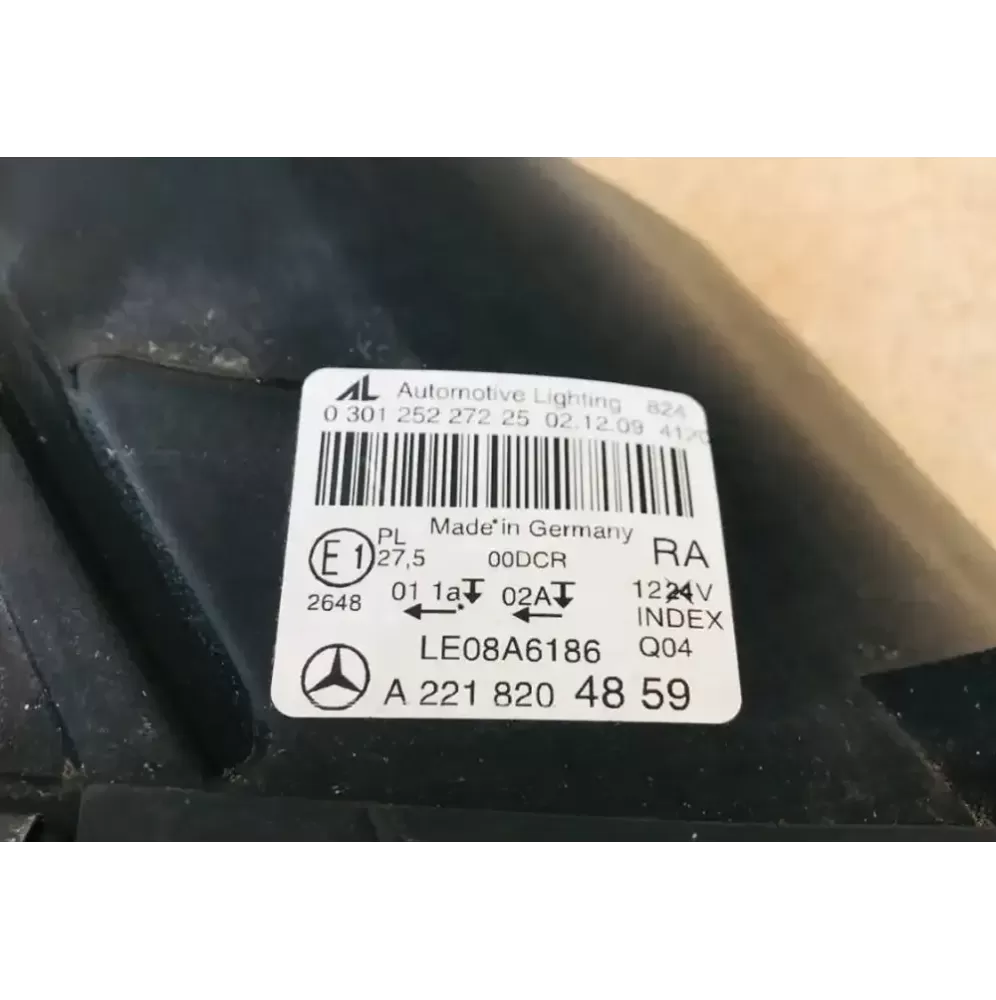 AL Automotive Lighting 824
0 301 252 272 25 02.12.09 4170
Made in Germany
E1 PL 27,5 00DCR RA
2648 01 1a 02A 1224V
INDEX
LE08A6186 Q04
A 221 820 48 59